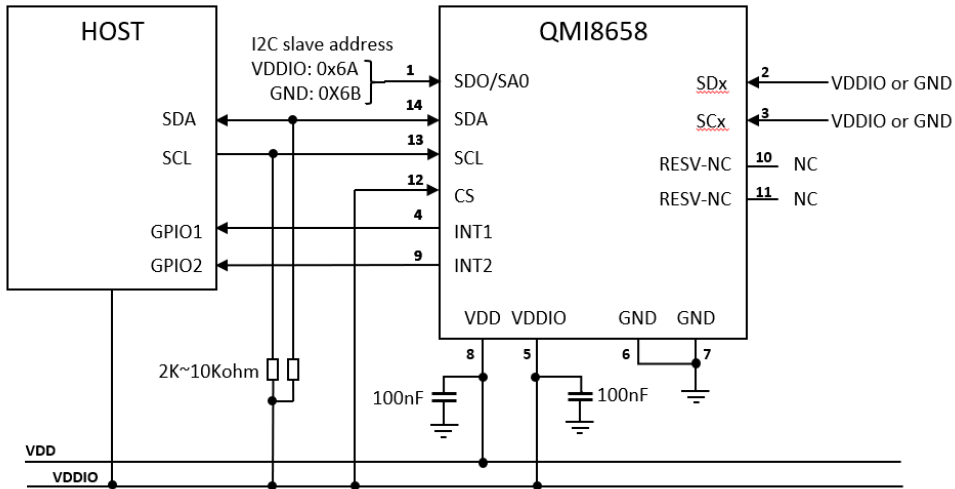 HOST
QMI8658
I2C slave address
VDDIO: 0x6A
GND: 0X6B
1
SDO/SA0
SDx
2
VDDIO or GND
SDA
14
SDA
SCx
3
VDDIO or GND
SCL
13
SCL
RESV-NC
10
NC
12
CS
RESV-NC
11
NC
GPIO1
4
INT1
GPIO2
9
INT2
VDD
VDDIO
GND
GND
8
5
6
7
2K~10Kohm
100nF
100nF
VDD
VDDIO